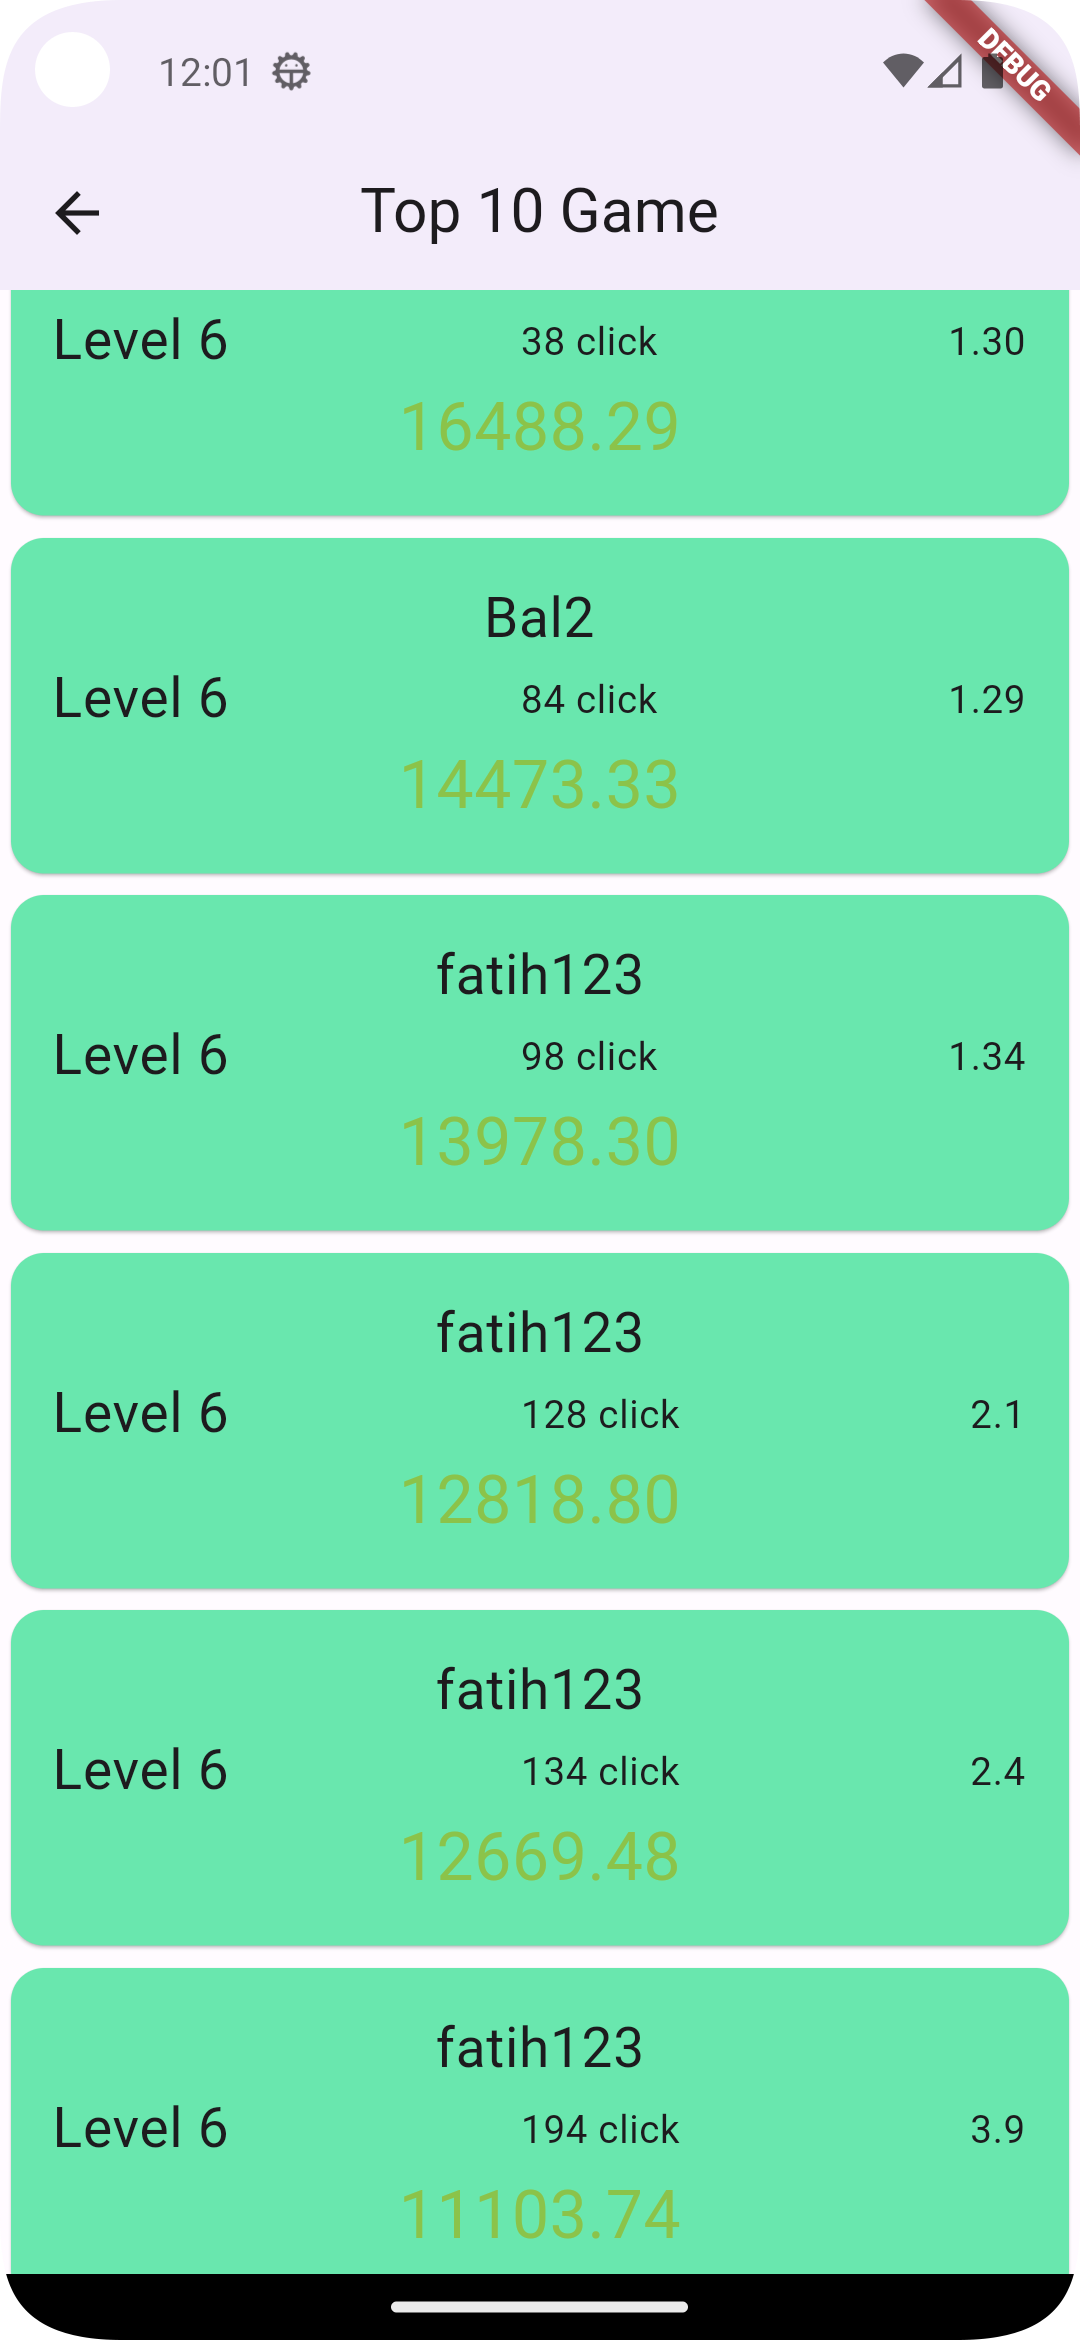 12:01
DEBUG
Top 10 Game
Level 6 38 click 1.30
16488.29
Bal2
Level 6 84 click 1.29
14473.33
fatih123
Level 6 98 click 1.34
13978.30
fatih123
Level 6 128 click 2.1
12818.80
fatih123
Level 6 134 click 2.4
12669.48
fatih123
Level 6 194 click 3.9
11103.74